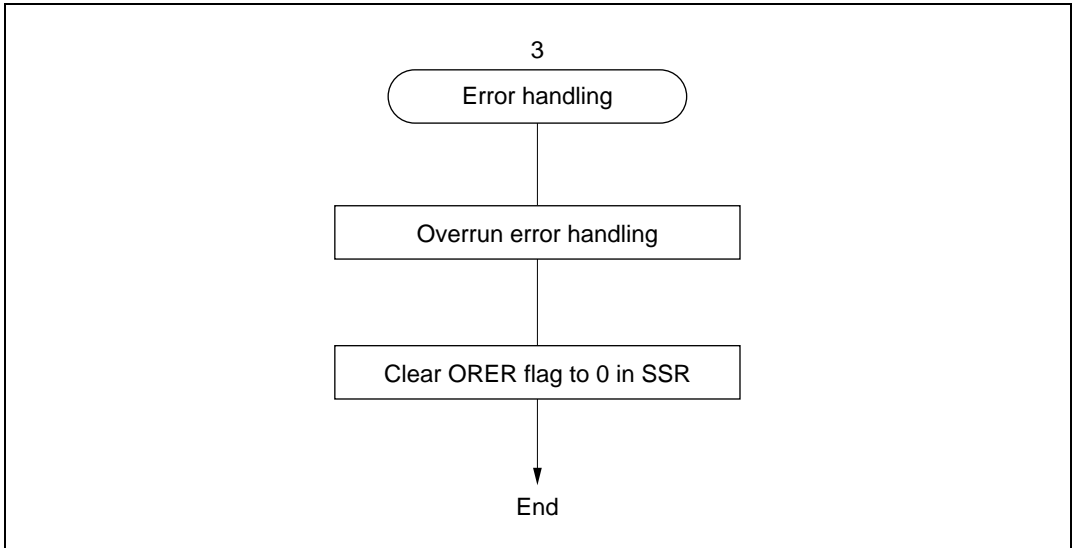 3
Error handling
Overrun error handling
Clear ORER flag to 0 in SSR
End